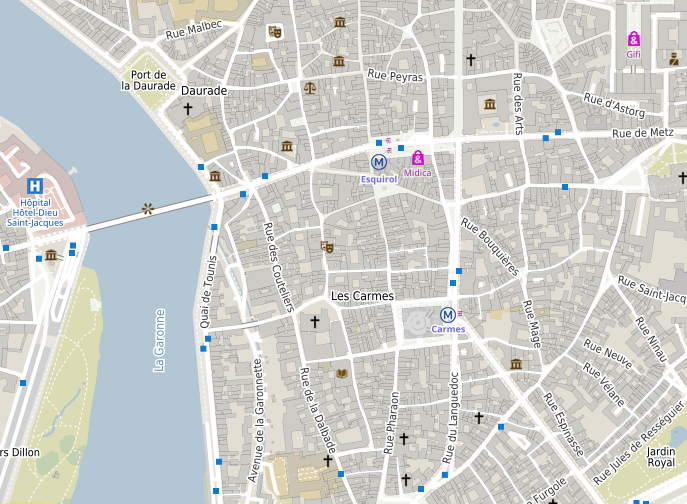 Rue Malbec
Gifi
Port de
la Daurade
Rue Peyras
Daurade
Rue des Arts
Rue d'Astorg
Rue de Metz
M
Esquirol
Midica
H
Hôpital
Hôtel-Dieu
Saint-Jacques
Rue des Couteliers
Rue Bouquières
Quai de Tounis
Rue Saint-Jacq
Les Carmes
M
Carmes
La Garonne
Rue Mage
Rue Ninau
Rue Neuve
Rue Vélane
Avenue de la Garonnette
Rue de la Dalbade
Rue Pharaon
Rue du Languedoc
Rue Espinasse
Rue Jules de Rességuier
rs Dillon
Jardin
Royal
e Furgole